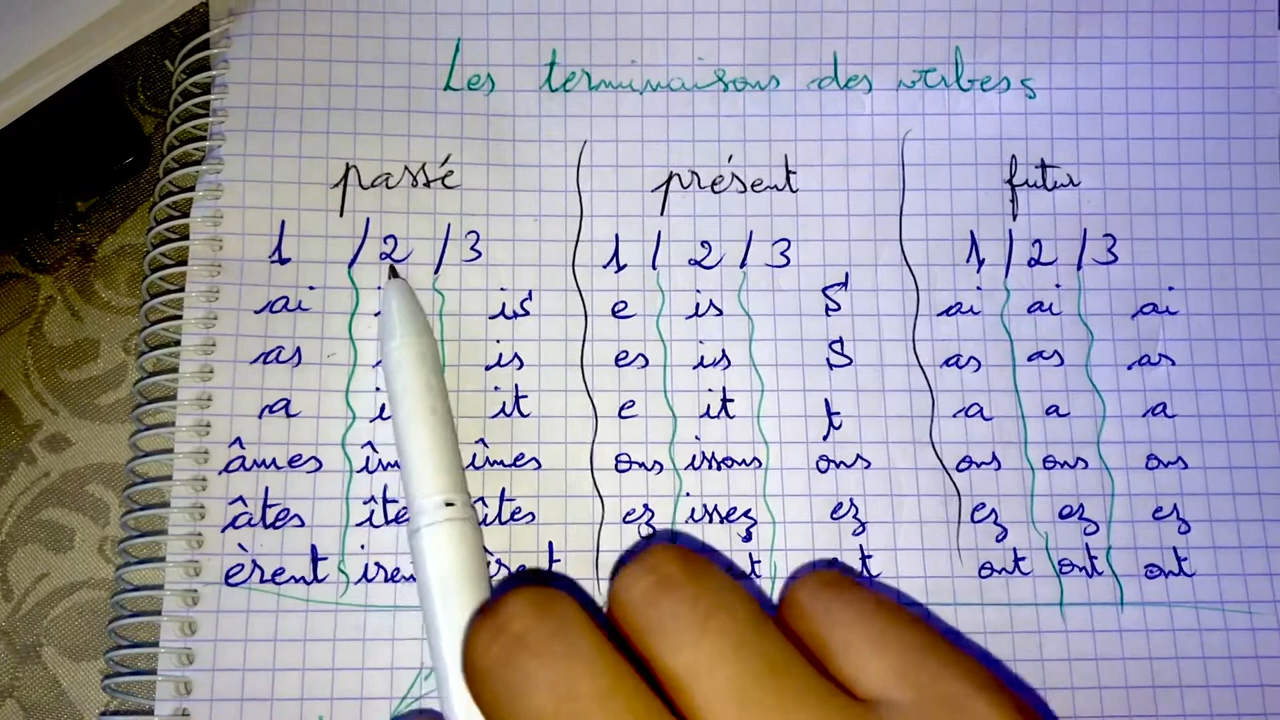 Les terminaisons des verbes
passé présent futur
1 / 2 / 3 1 / 2 / 3 1 / 2 / 3
ai is e is s ai ai ai
as is es is s as as as
a it e it t a a a
âmes îmes ons issons ons ons ons ons
âtes îtes ez issez ez ez ez ez
èrent ont ont ont